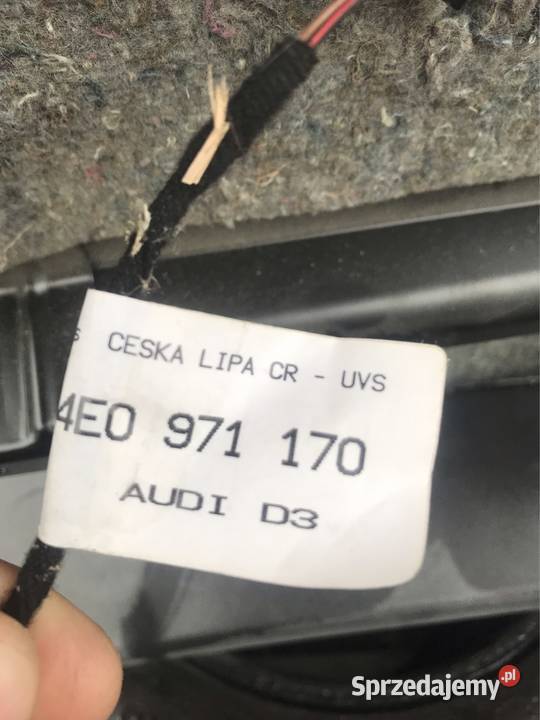 CESKA LIPA CR - UVS
4E0 971 170
AUDI D3
Sprzedajemy.pl